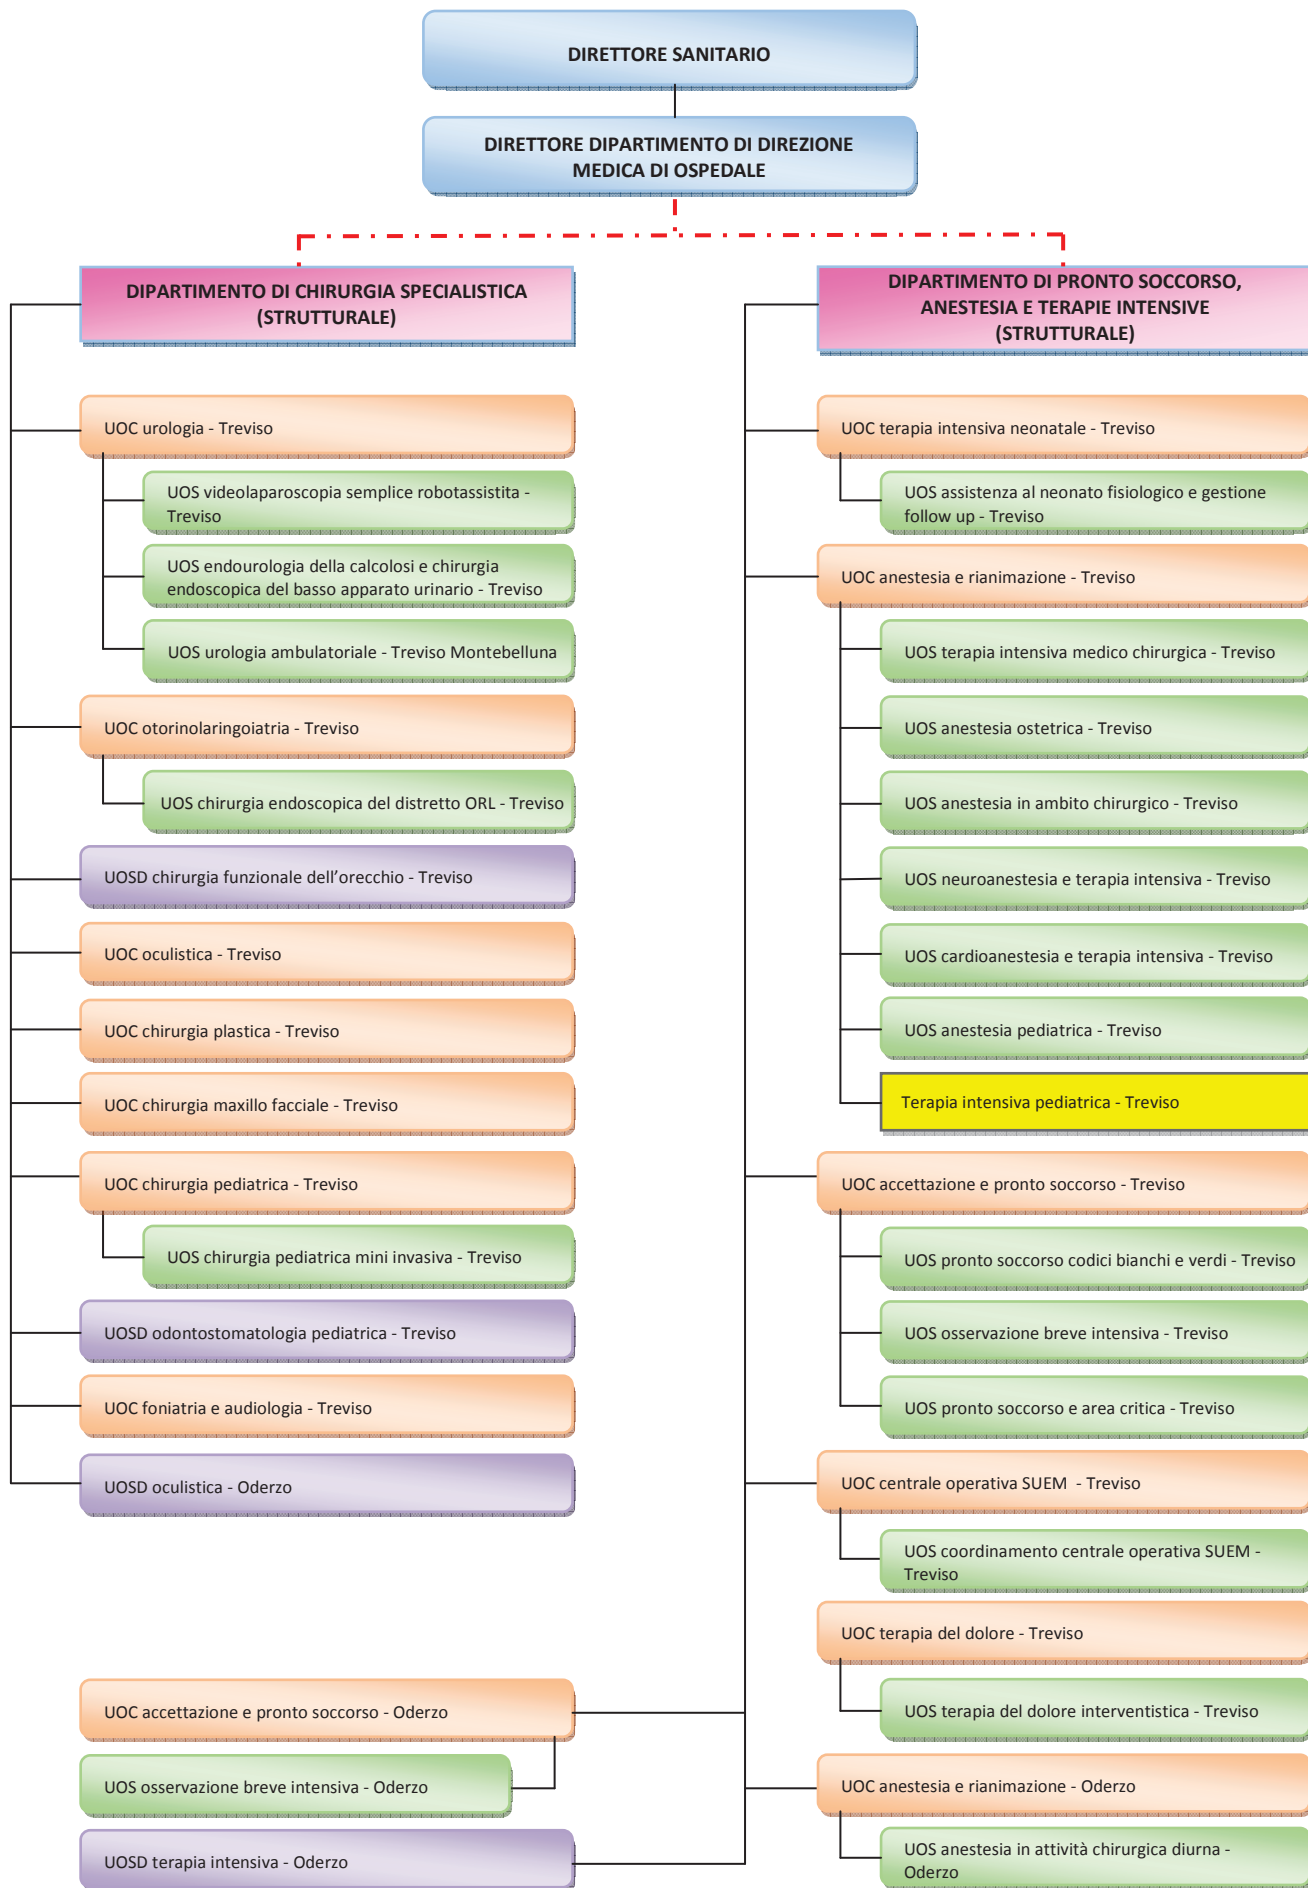 DIRETTORE SANITARIO
DIRETTORE DIPARTIMENTO DI DIREZIONE
MEDICA DI OSPEDALE
DIPARTIMENTO DI CHIRURGIA SPECIALISTICA
(STRUTTURALE)
UOC urologia - Treviso
UOS videolaparoscopia semplice robotassistita -
Treviso
UOS endourologia della calcolosi e chirurgia
endoscopica del basso apparato urinario - Treviso
UOS urologia ambulatoriale - Treviso Montebelluna
UOC otorinolaringoiatria - Treviso
UOS chirurgia endoscopica del distretto ORL - Treviso
UOSD chirurgia funzionale dell’orecchio - Treviso
UOC oculistica - Treviso
UOC chirurgia plastica - Treviso
UOC chirurgia maxillo facciale - Treviso
UOC chirurgia pediatrica - Treviso
UOS chirurgia pediatrica mini invasiva - Treviso
UOSD odontostomatologia pediatrica - Treviso
UOC foniatria e audiologia - Treviso
UOSD oculistica - Oderzo
DIPARTIMENTO DI PRONTO SOCCORSO,
ANESTESIA E TERAPIE INTENSIVE
(STRUTTURALE)
UOC terapia intensiva neonatale - Treviso
UOS assistenza al neonato fisiologico e gestione
follow up - Treviso
UOC anestesia e rianimazione - Treviso
UOS terapia intensiva medico chirurgica - Treviso
UOS anestesia ostetrica - Treviso
UOS anestesia in ambito chirurgico - Treviso
UOS neuroanestesia e terapia intensiva - Treviso
UOS cardioanestesia e terapia intensiva - Treviso
UOS anestesia pediatrica - Treviso
Terapia intensiva pediatrica - Treviso
UOC accettazione e pronto soccorso - Treviso
UOS pronto soccorso codici bianchi e verdi - Treviso
UOS osservazione breve intensiva - Treviso
UOS pronto soccorso e area critica - Treviso
UOC centrale operativa SUEM - Treviso
UOS coordinamento centrale operativa SUEM -
Treviso
UOC terapia del dolore - Treviso
UOS terapia del dolore interventistica - Treviso
UOC accettazione e pronto soccorso - Oderzo
UOS osservazione breve intensiva - Oderzo
UOSD terapia intensiva - Oderzo
UOC anestesia e rianimazione - Oderzo
UOS anestesia in attività chirurgica diurna -
Oderzo